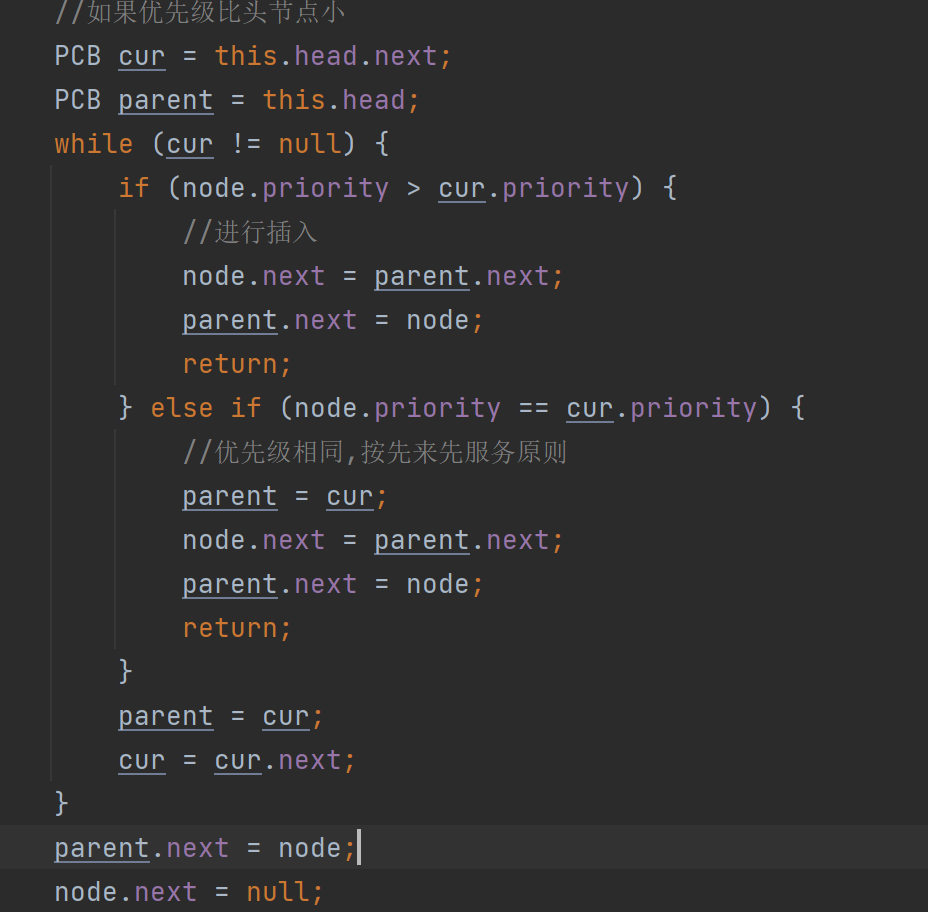 //如果优先级比头节点小
PCB cur = this.head.next;
PCB parent = this.head;
while (cur != null) {
if (node.priority > cur.priority) {
//进行插入
node.next = parent.next;
parent.next = node;
return;
} else if (node.priority == cur.priority) {
//优先级相同,按先来先服务原则
parent = cur;
node.next = parent.next;
parent.next = node;
return;
}
parent = cur;
cur = cur.next;
}
parent.next = node;
node.next = null;